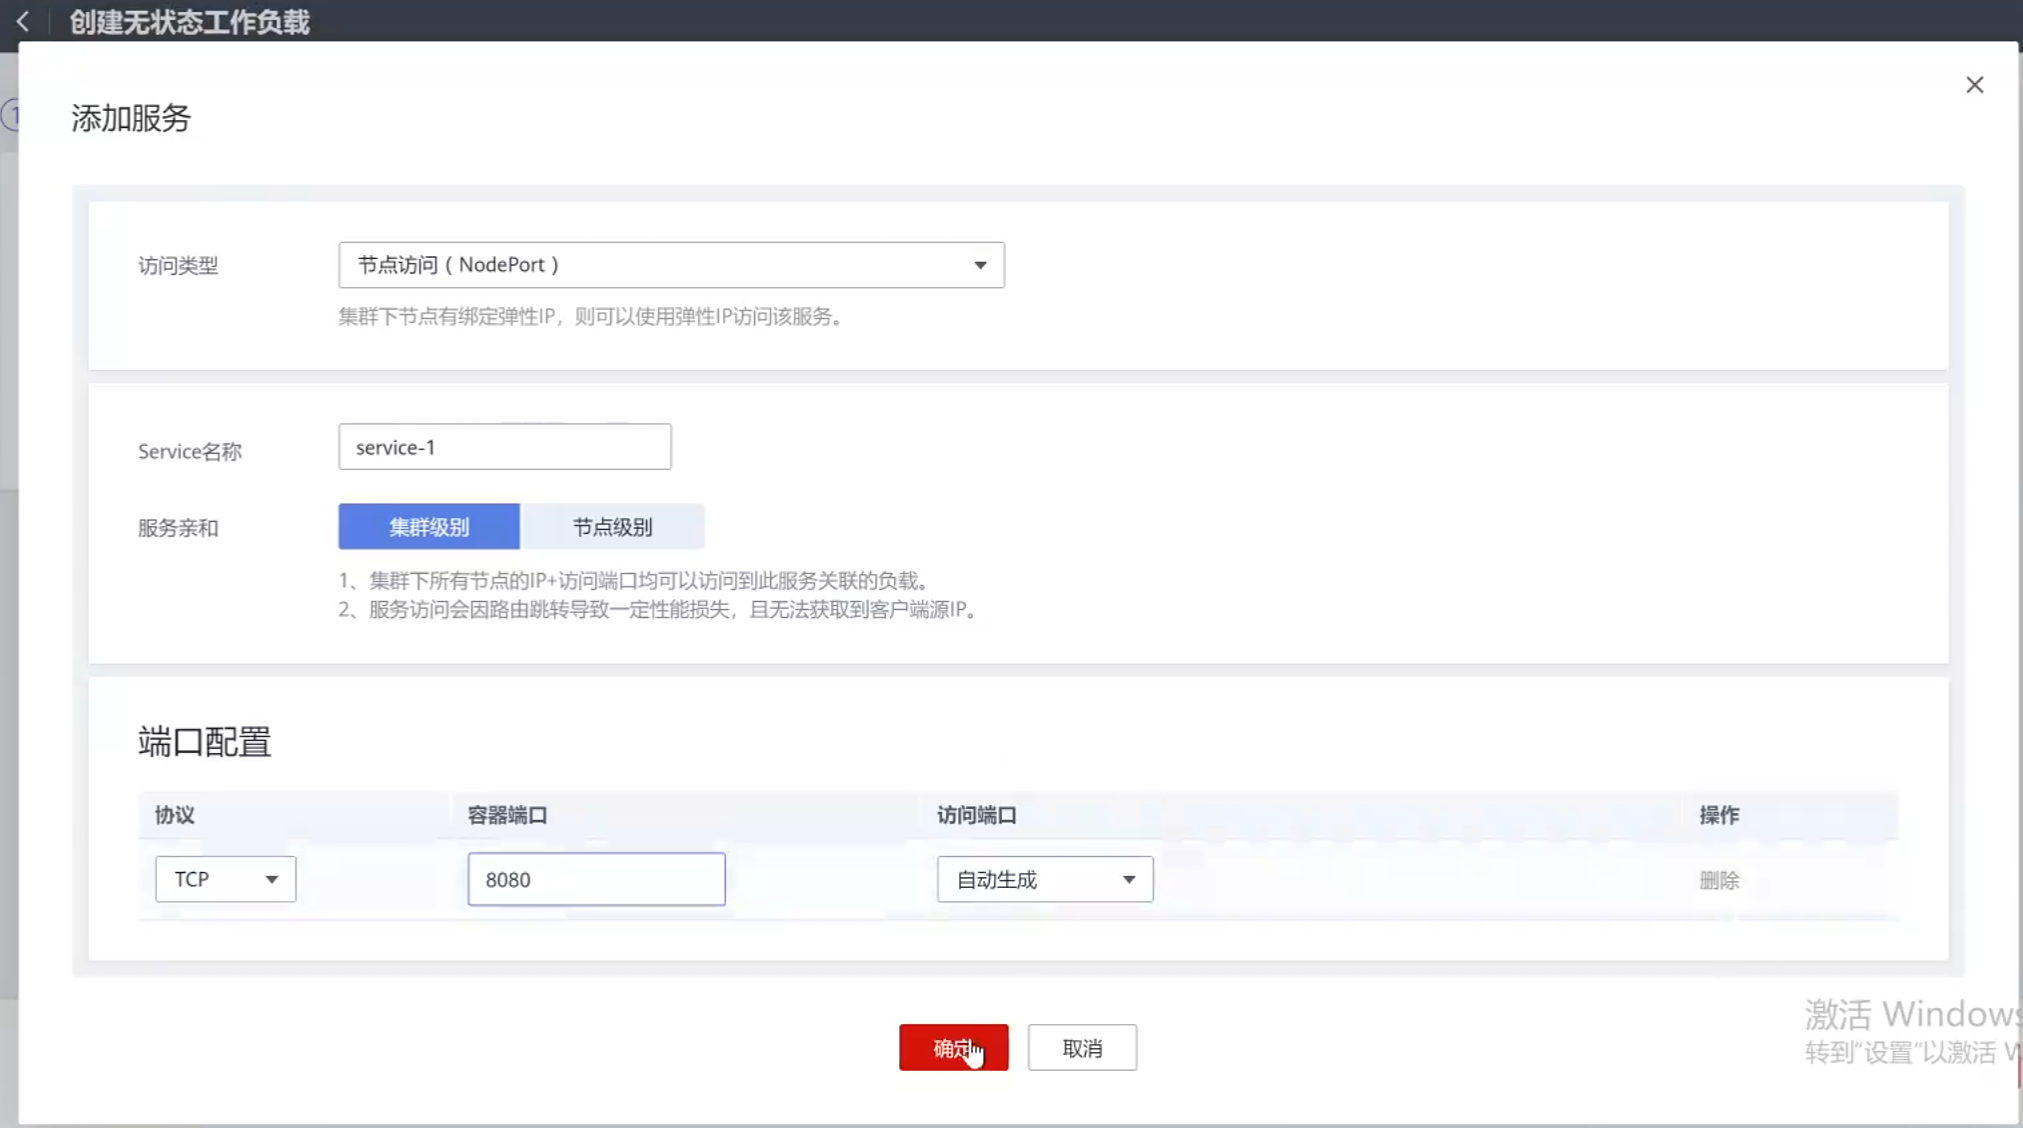 创建无状态工作负载
添加服务
访问类型
节点访问 ( NodePort )
集群下节点有绑定弹性IP，则可以使用弹性IP访问该服务。
Service名称
service-1
服务亲和
集群级别
节点级别
1、集群下所有节点的IP+访问端口均可以访问到此服务关联的负载。
2、服务访问会因路由跳转导致一定性能损失，且无法获取到客户端源IP。
端口配置
协议
容器端口
访问端口
操作
TCP
8080
自动生成
删除
确定
取消
激活 Windows
转到“设置”以激活 W